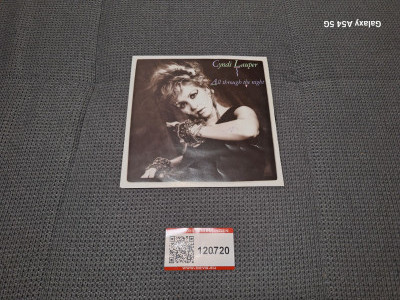 Galaxy A54 5G
Cyndi Lauper
All through the night
120720